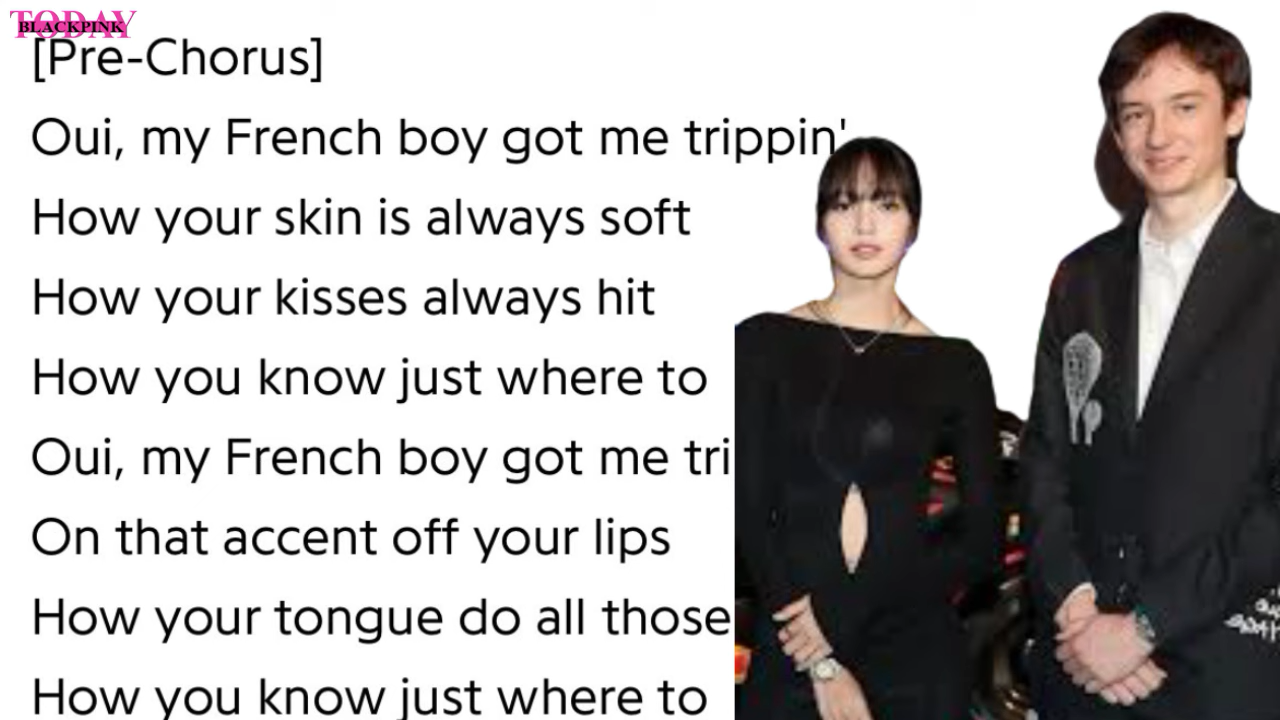 TODAY
BLACKPINK
[Pre-Chorus]
Oui, my French boy got me trippin'
How your skin is always soft
How your kisses always hit
How you know just where to
Oui, my French boy got me tri
On that accent off your lips
How your tongue do all those
How you know just where to